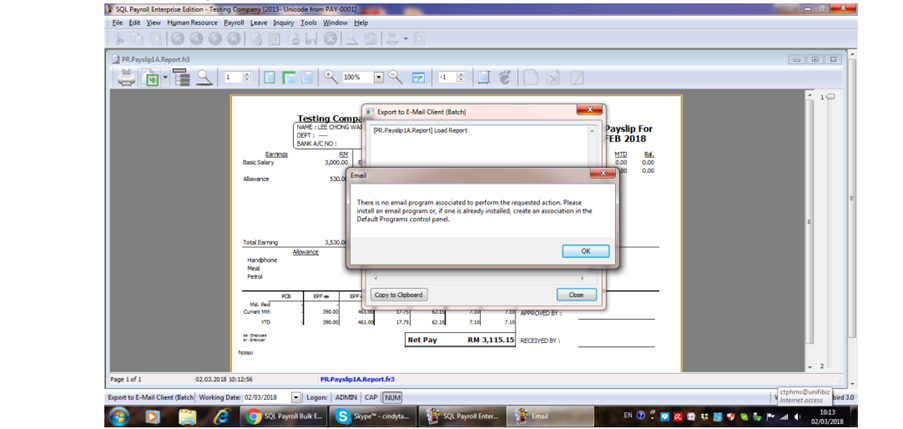 SQL Payroll Enterprise Edition - Testing Company [2015- Unicode from PAY-0001]
File Edit View Human Resource Payroll Leave Inquiry Tools Window Help
PR.Payslip1A.Report.fr3
1 100% -1
1
Testing Compa
NAME : LEE CHONG WA
DEPT : ----
BANK A/C NO :
Payslip For
FEB 2018
Export to E-Mail Client (Batch)
[PR.Payslip1A.Report] Load Report
Earnings RM MTD Bal.
Basic Salary 3,000.00 0.00 0.00
Allowance 530.00 0.00
Email
There is no email program associated to perform the requested action. Please
install an email program or, if one is already installed, create an association in the
Default Programs control panel.
OK
Total Earning 3,530.00
Allowance
Handphone
Meal
Petrol
Copy to Clipboard Close
PCB EPF ee EPF
Mid. Paid
Current Mth 390.00 461.00 17.75 62.15 7.10 7.10
YTD 390.00 461.00 17.75 62.15 7.10 7.10
APPROVED BY :
ee: Employee
er: Employer
Net Pay RM 3,115.15
RECEIVED BY :
Notes:
2
Page 1 of 1 02.03.2018 10:12:56 PR.Payslip1A.Report.fr3
Export to E-Mail Client (Batch Working Date: 02/03/2018 Logon: ADMIN CAP NUM
ctphms@unifibiz
Internet access
bird 3.0
SQL Payroll Bulk E... Skype™ - cindyta... SQL Payroll Enter... Email EN 10:13
02/03/2018